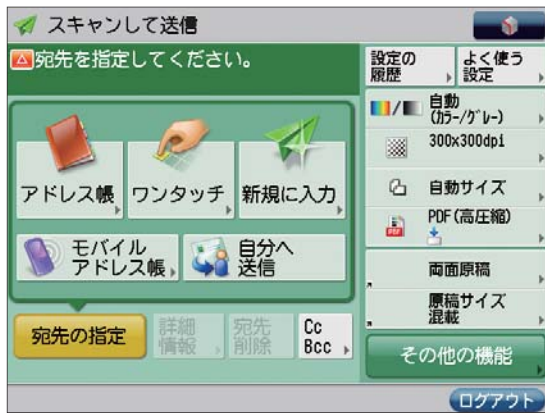 スキャンして送信
宛先を指定してください。
アドレス帳
ワンタッチ
新規に入力
モバイル
アドレス帳
自分へ
送信
宛先の指定
詳細
情報
宛先
削除
Cc
Bcc
設定の
履歴
よく使う
設定
自動
(ｶﾗｰ/ｸﾞﾚｰ)
300x300dpi
自動サイズ
PDF(高圧縮)
PDF
両面原稿
原稿サイズ
混載
その他の機能
ログアウト